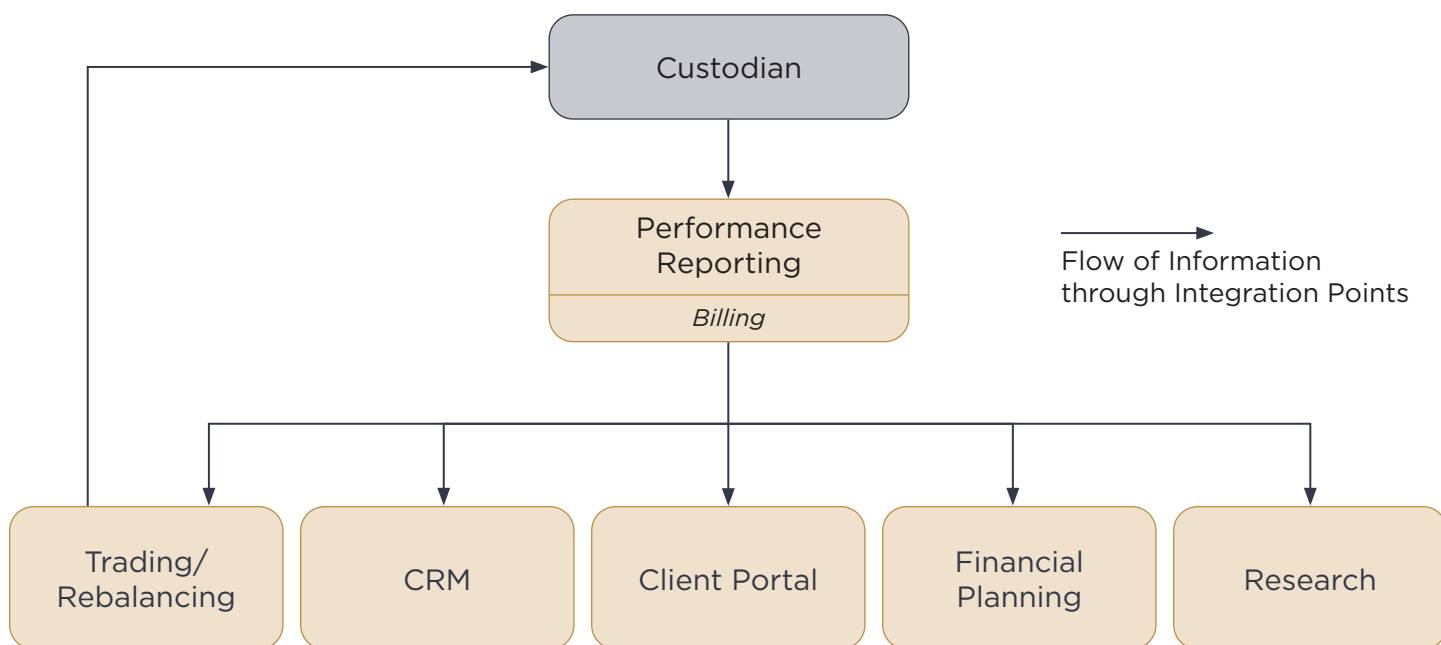 Custodian
Performance
Reporting
Billing
Flow of Information
through Integration Points
Trading/
Rebalancing
CRM
Client Portal
Financial
Planning
Research